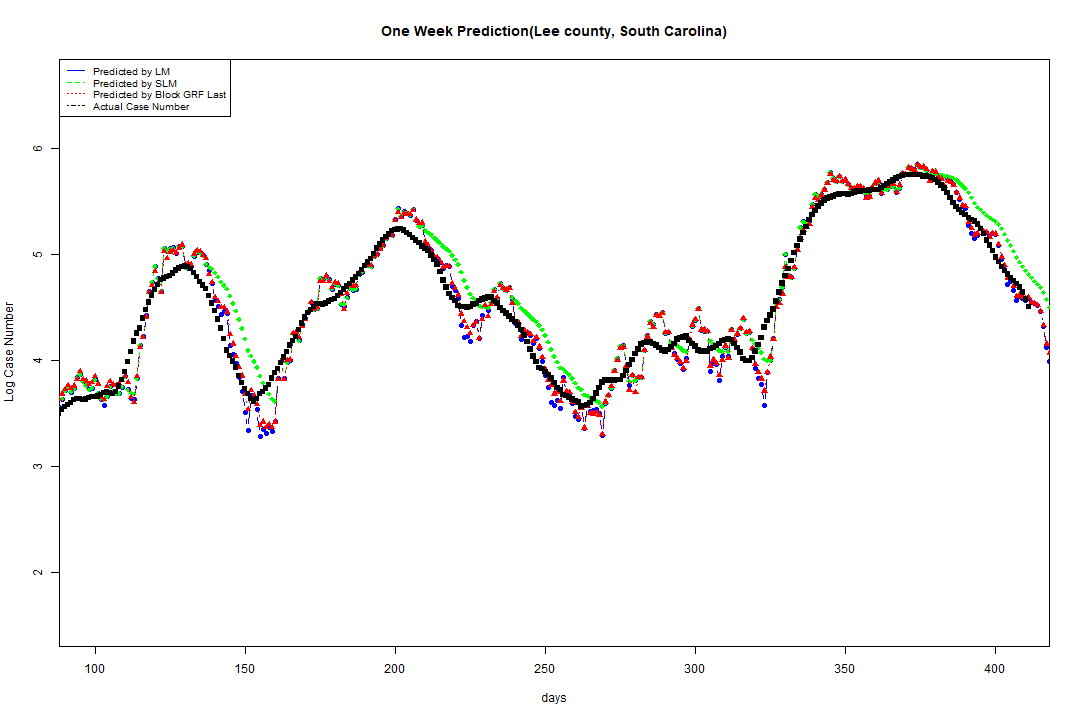 One Week Prediction(Lee county, South Carolina)
Predicted by LM
Predicted by SLM
Predicted by Block GRF Last
Actual Case Number
6
5
4
3
2
Log Case Number
100 150 200 250 300 350 400
days